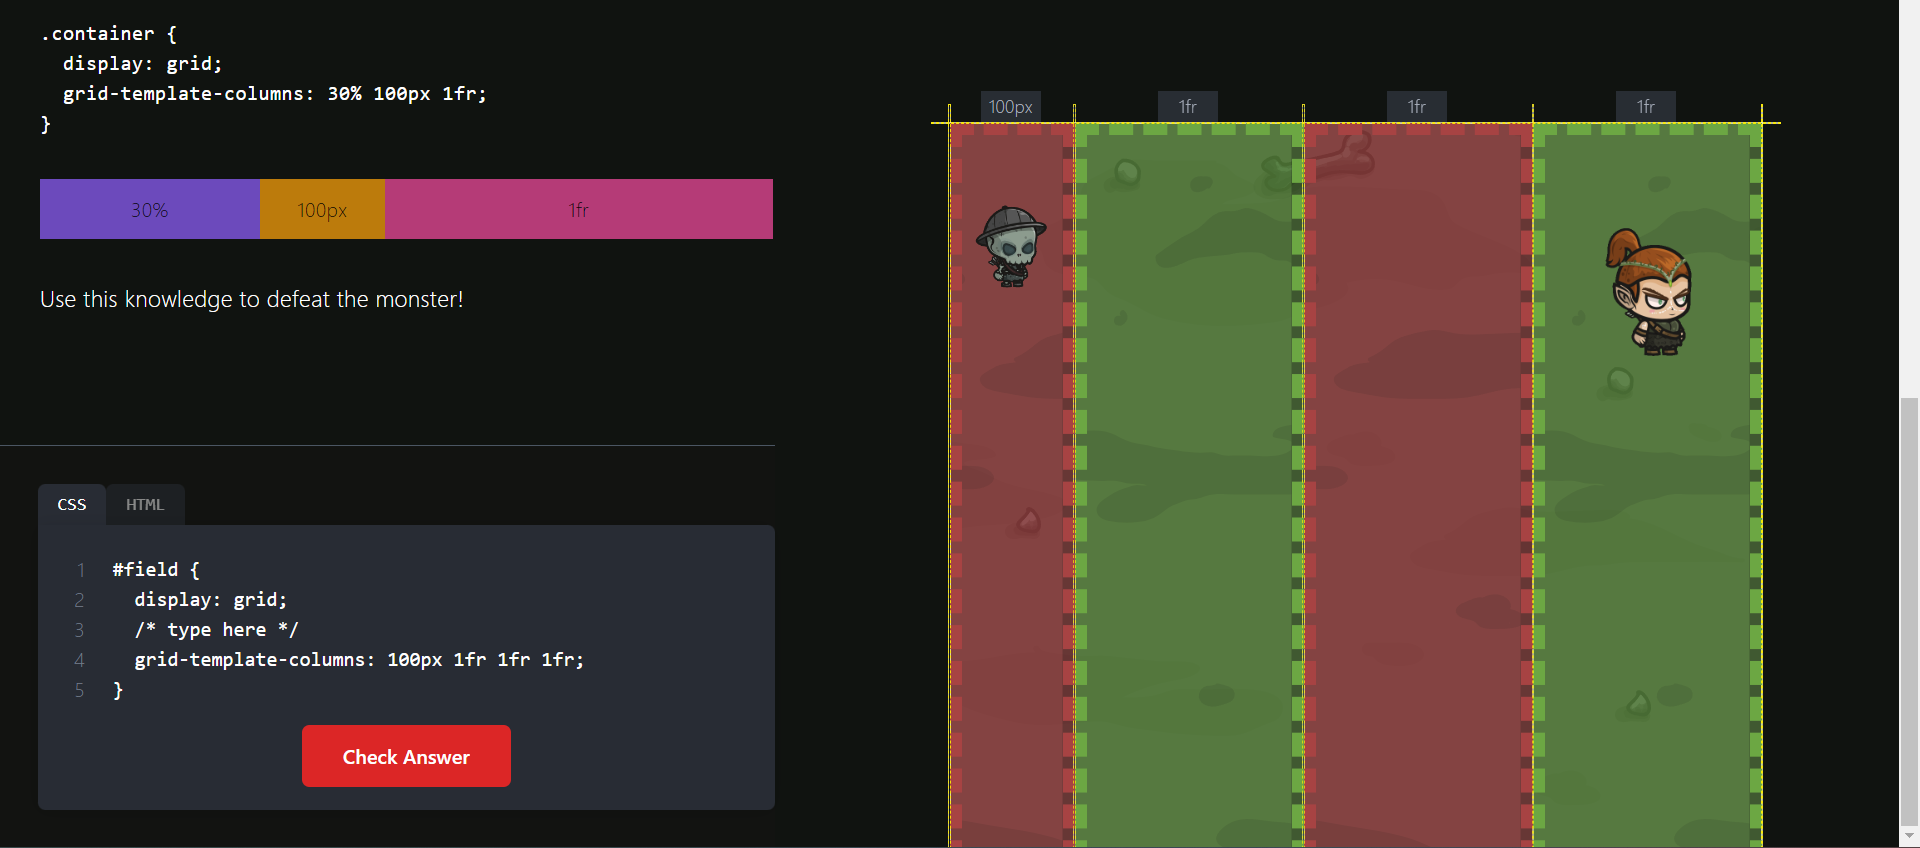 .container {
  display: grid;
  grid-template-columns: 30% 100px 1fr;
}
30% 100px 1fr
Use this knowledge to defeat the monster!
CSS HTML
1 #field {
2   display: grid;
3   /* type here */
4   grid-template-columns: 100px 1fr 1fr 1fr;
5 }
Check Answer
100px 1fr 1fr 1fr